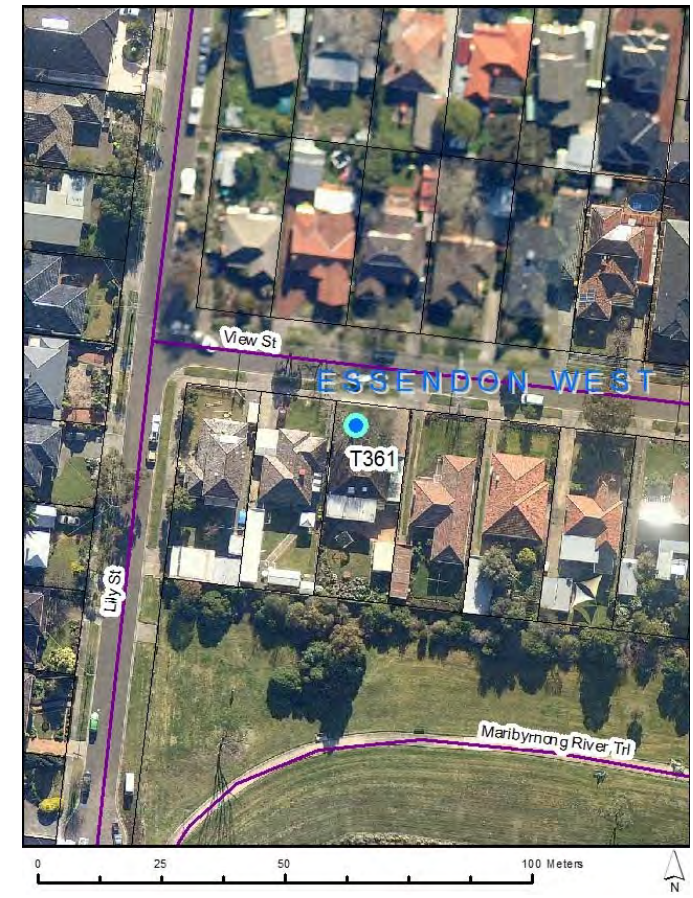 View St
ESSENDON WEST
T361
Lily St
Maribyrnong River Trl
0 25 50 100 Meters
N